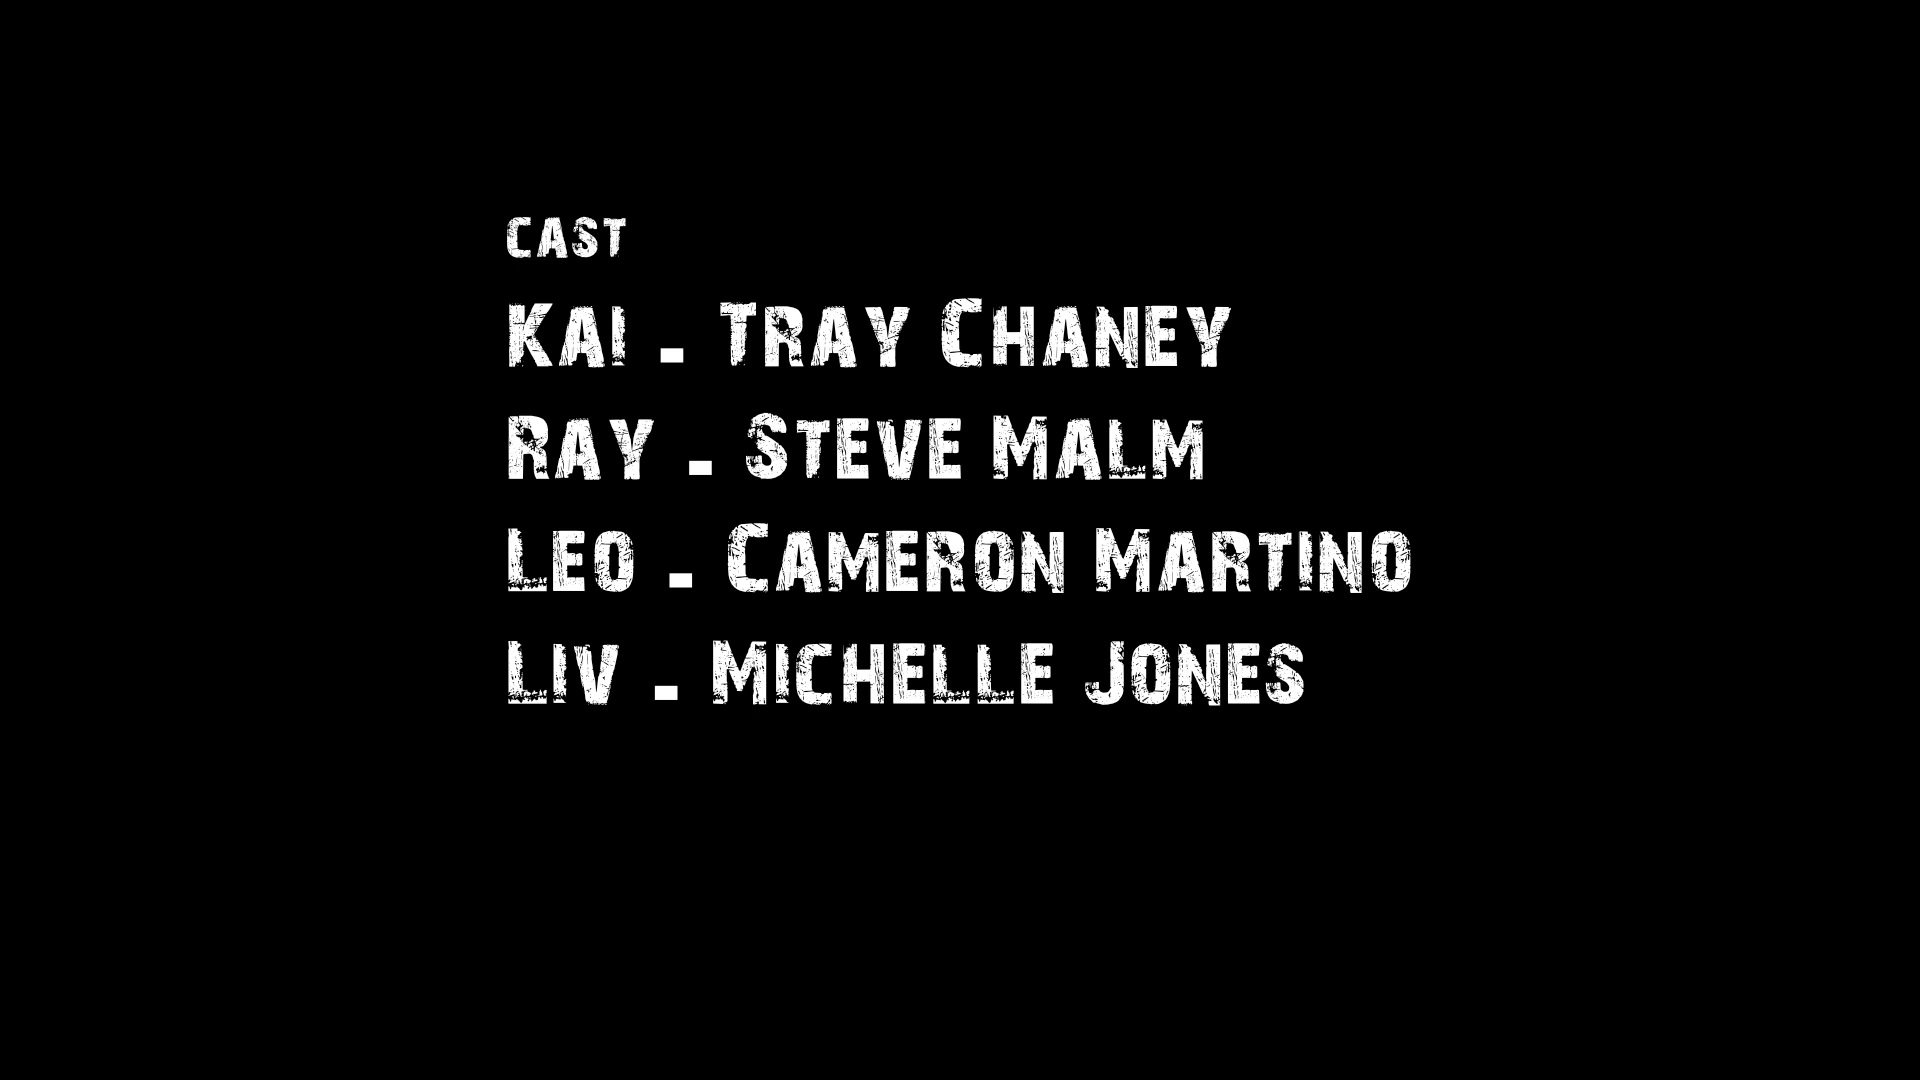 CAST
KAI - TRAY CHANEY
RAY - STEVE MALM
LEO - CAMERON MARTINO
LIV - MICHELLE JONES